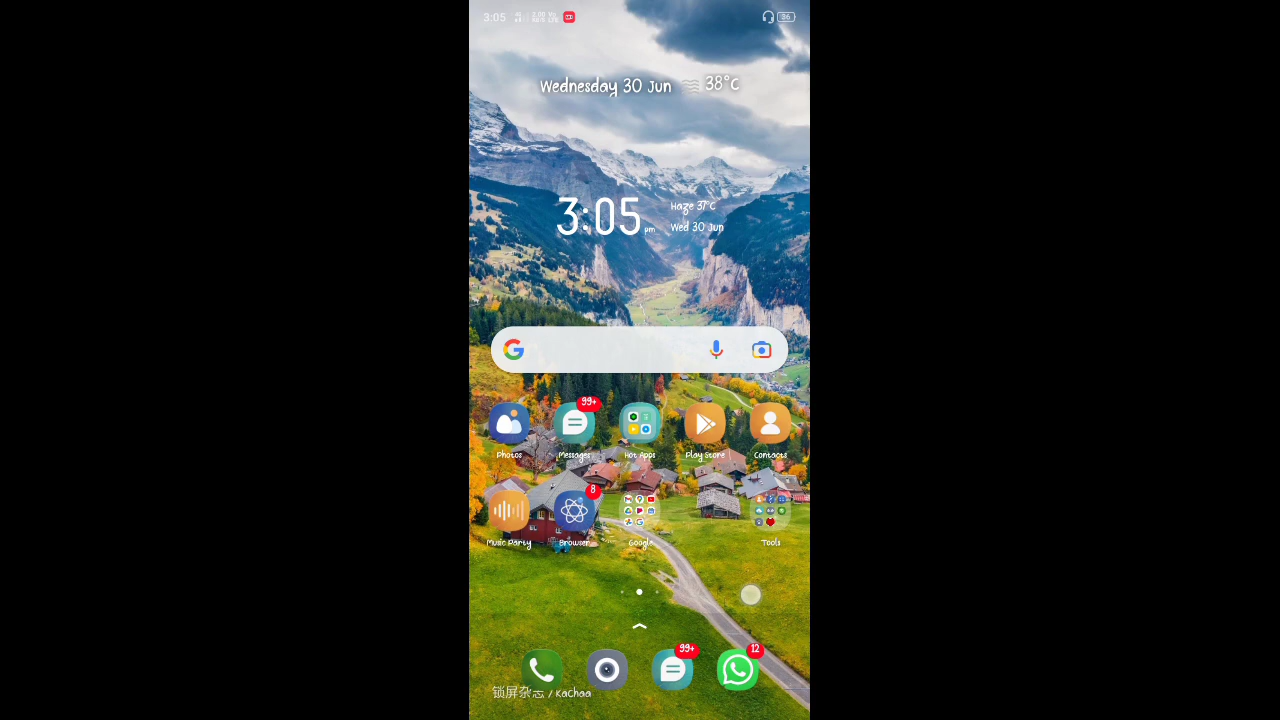 3:05
36
Wednesday 30 Jun 38°C
3:05 pm
Haze 37°C
Wed 30 Jun
99+
Photos Messages Hot Apps Play Store Contacts
8
Music Party Browser Google Tools
99+ 12
锁屏杂志 / Kachaa